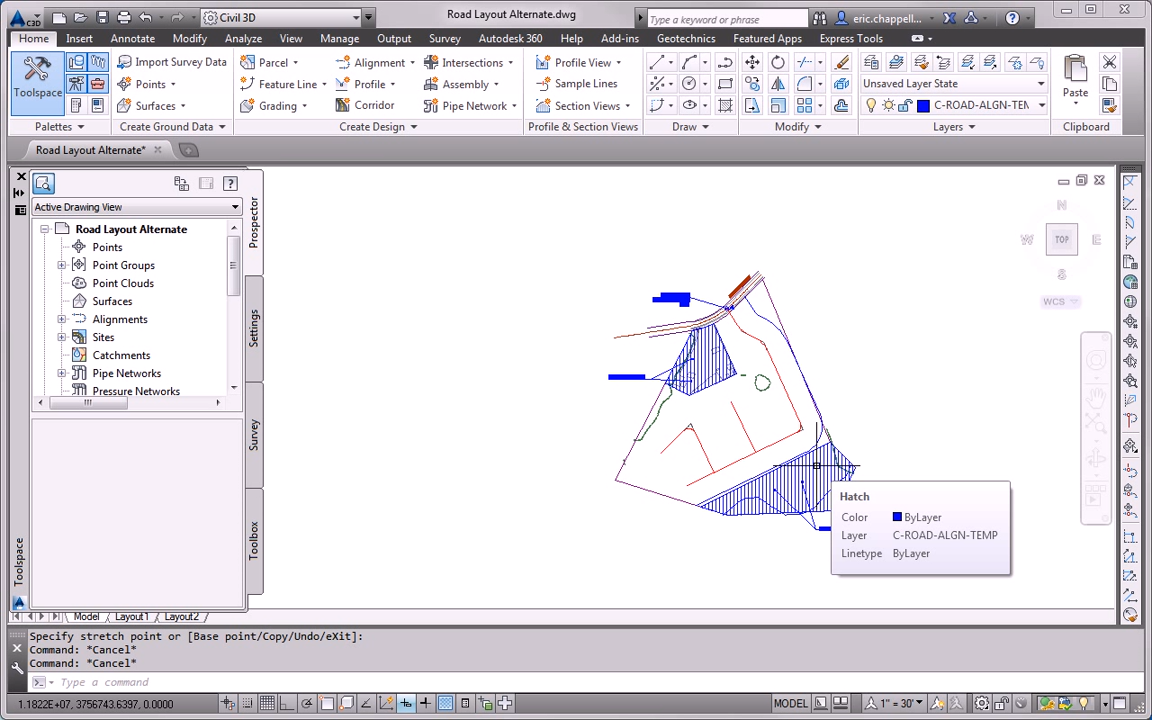 C3D
Civil 3D
Road Layout Alternate.dwg
Type a keyword or phrase
eric.chappell...
Home
Insert
Annotate
Modify
Analyze
View
Manage
Output
Survey
Autodesk 360
Help
Add-ins
Geotechnics
Featured Apps
Express Tools
Toolspace
Import Survey Data
Points
Surfaces
Parcel
Feature Line
Grading
Alignment
Profile
Corridor
Intersections
Assembly
Pipe Network
Profile View
Sample Lines
Section Views
Unsaved Layer State
C-ROAD-ALGN-TEM
Paste
Palettes
Create Ground Data
Create Design
Profile & Section Views
Draw
Modify
Layers
Clipboard
Road Layout Alternate*
Active Drawing View
Road Layout Alternate
Points
Point Groups
Point Clouds
Surfaces
Alignments
Sites
Catchments
Pipe Networks
Pressure Networks
Prospector
Settings
Survey
Toolbox
Toolspace
N
W
TOP
E
S
WCS
Hatch
Color ByLayer
Layer C-ROAD-ALGN-TEMP
Linetype ByLayer
Model
Layout1
Layout2
Specify stretch point or [Base point/Copy/Undo/eXit]:
Command: *Cancel*
Command: *Cancel*
Type a command
1.1822E+07, 3756743.6397, 0.0000
MODEL
1" = 30'